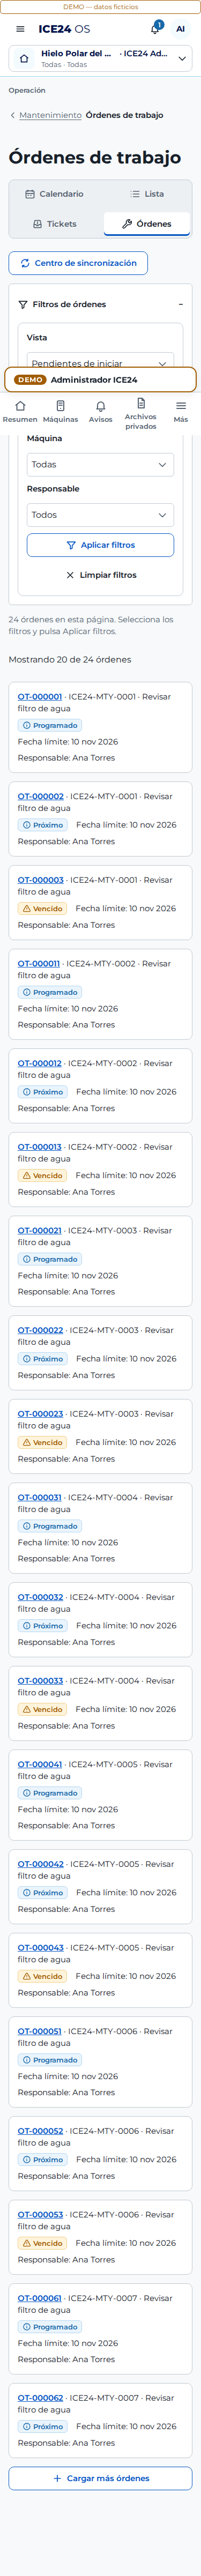 DEMO — datos ficticios
ICE24 OS
1
AI
Hielo Polar del ... · ICE24 Ad...
Todas · Todas
Operación
Mantenimiento Órdenes de trabajo
Órdenes de trabajo
Calendario
Lista
Tickets
Órdenes
Centro de sincronización
Filtros de órdenes
Vista
Pendientes de iniciar
DEMO Administrador ICE24
Resumen
Máquinas
Avisos
Archivos privados
Más
Máquina
Todas
Responsable
Todos
Aplicar filtros
Limpiar filtros
24 órdenes en esta página. Selecciona los
filtros y pulsa Aplicar filtros.
Mostrando 20 de 24 órdenes
OT-000001 · ICE24-MTY-0001 · Revisar
filtro de agua
Programado
Fecha límite: 10 nov 2026
Responsable: Ana Torres
OT-000002 · ICE24-MTY-0001 · Revisar
filtro de agua
Próximo Fecha límite: 10 nov 2026
Responsable: Ana Torres
OT-000003 · ICE24-MTY-0001 · Revisar
filtro de agua
Vencido Fecha límite: 10 nov 2026
Responsable: Ana Torres
OT-000011 · ICE24-MTY-0002 · Revisar
filtro de agua
Programado
Fecha límite: 10 nov 2026
Responsable: Ana Torres
OT-000012 · ICE24-MTY-0002 · Revisar
filtro de agua
Próximo Fecha límite: 10 nov 2026
Responsable: Ana Torres
OT-000013 · ICE24-MTY-0002 · Revisar
filtro de agua
Vencido Fecha límite: 10 nov 2026
Responsable: Ana Torres
OT-000021 · ICE24-MTY-0003 · Revisar
filtro de agua
Programado
Fecha límite: 10 nov 2026
Responsable: Ana Torres
OT-000022 · ICE24-MTY-0003 · Revisar
filtro de agua
Próximo Fecha límite: 10 nov 2026
Responsable: Ana Torres
OT-000023 · ICE24-MTY-0003 · Revisar
filtro de agua
Vencido Fecha límite: 10 nov 2026
Responsable: Ana Torres
OT-000031 · ICE24-MTY-0004 · Revisar
filtro de agua
Programado
Fecha límite: 10 nov 2026
Responsable: Ana Torres
OT-000032 · ICE24-MTY-0004 · Revisar
filtro de agua
Próximo Fecha límite: 10 nov 2026
Responsable: Ana Torres
OT-000033 · ICE24-MTY-0004 · Revisar
filtro de agua
Vencido Fecha límite: 10 nov 2026
Responsable: Ana Torres
OT-000041 · ICE24-MTY-0005 · Revisar
filtro de agua
Programado
Fecha límite: 10 nov 2026
Responsable: Ana Torres
OT-000042 · ICE24-MTY-0005 · Revisar
filtro de agua
Próximo Fecha límite: 10 nov 2026
Responsable: Ana Torres
OT-000043 · ICE24-MTY-0005 · Revisar
filtro de agua
Vencido Fecha límite: 10 nov 2026
Responsable: Ana Torres
OT-000051 · ICE24-MTY-0006 · Revisar
filtro de agua
Programado
Fecha límite: 10 nov 2026
Responsable: Ana Torres
OT-000052 · ICE24-MTY-0006 · Revisar
filtro de agua
Próximo Fecha límite: 10 nov 2026
Responsable: Ana Torres
OT-000053 · ICE24-MTY-0006 · Revisar
filtro de agua
Vencido Fecha límite: 10 nov 2026
Responsable: Ana Torres
OT-000061 · ICE24-MTY-0007 · Revisar
filtro de agua
Programado
Fecha límite: 10 nov 2026
Responsable: Ana Torres
OT-000062 · ICE24-MTY-0007 · Revisar
filtro de agua
Próximo Fecha límite: 10 nov 2026
Responsable: Ana Torres
Cargar más órdenes